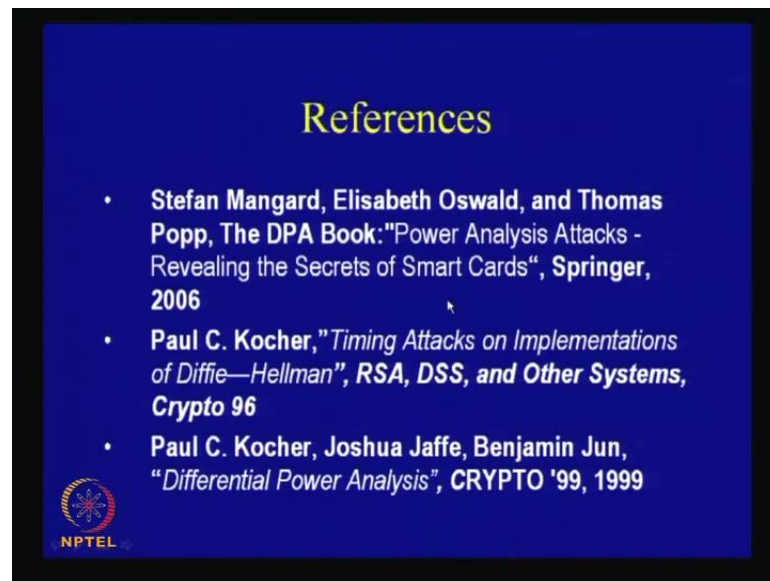 References
• Stefan Mangard, Elisabeth Oswald, and Thomas
Popp, The DPA Book:"Power Analysis Attacks -
Revealing the Secrets of Smart Cards“, Springer,
2006
• Paul C. Kocher,”Timing Attacks on Implementations
of Diffie—Hellman”, RSA, DSS, and Other Systems,
Crypto 96
• Paul C. Kocher, Joshua Jaffe, Benjamin Jun,
“Differential Power Analysis”, CRYPTO '99, 1999
NPTEL